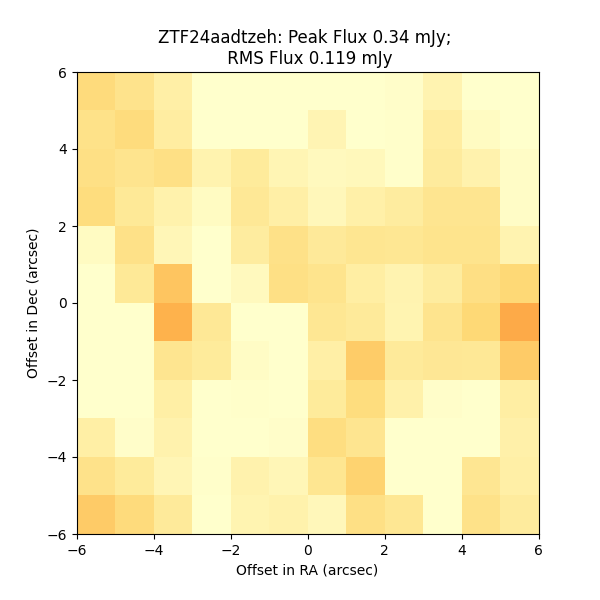 ZTF24aadtzeh: Peak Flux 0.34 mJy;
RMS Flux 0.119 mJy
6
4
2
0
−2
−4
−6
Offset in Dec (arcsec)
−6 −4 −2 0 2 4 6
Offset in RA (arcsec)